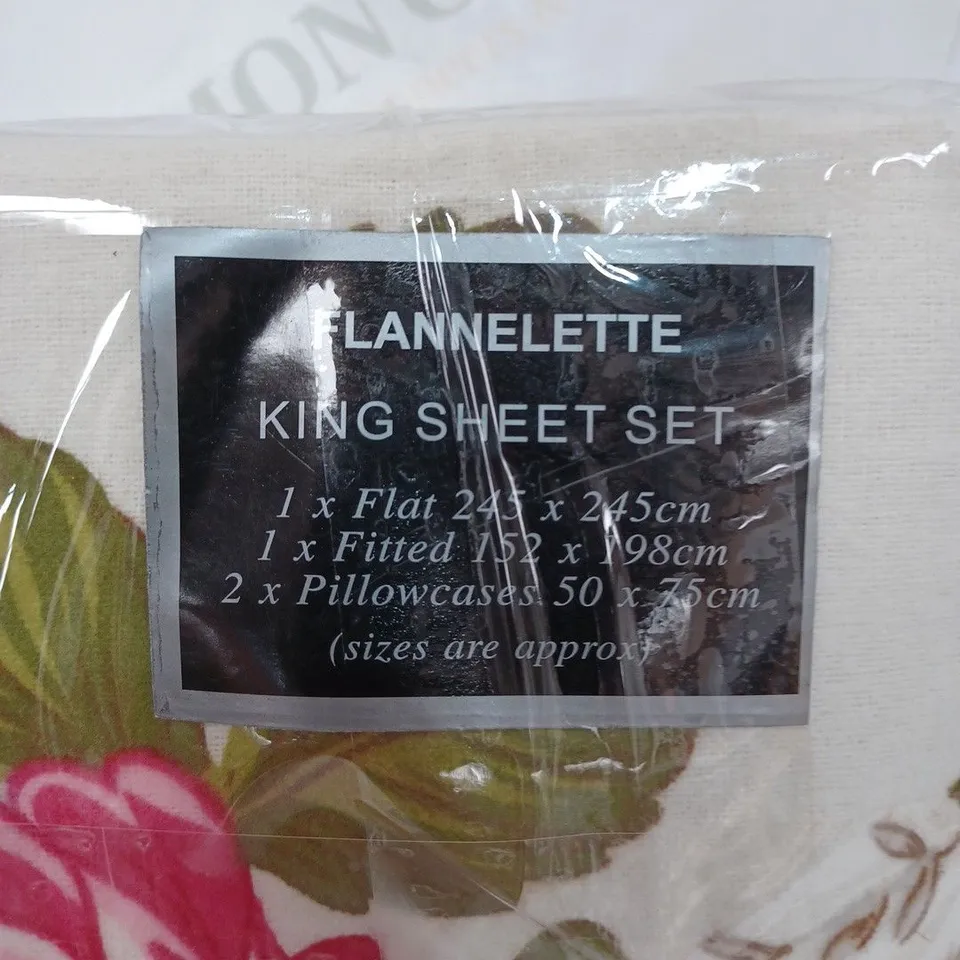 FLANNELETTE
KING SHEET SET
1 x Flat 245 x 245cm
1 x Fitted 152 x 198cm
2 x Pillowcases 50 x 75cm
(sizes are approx)